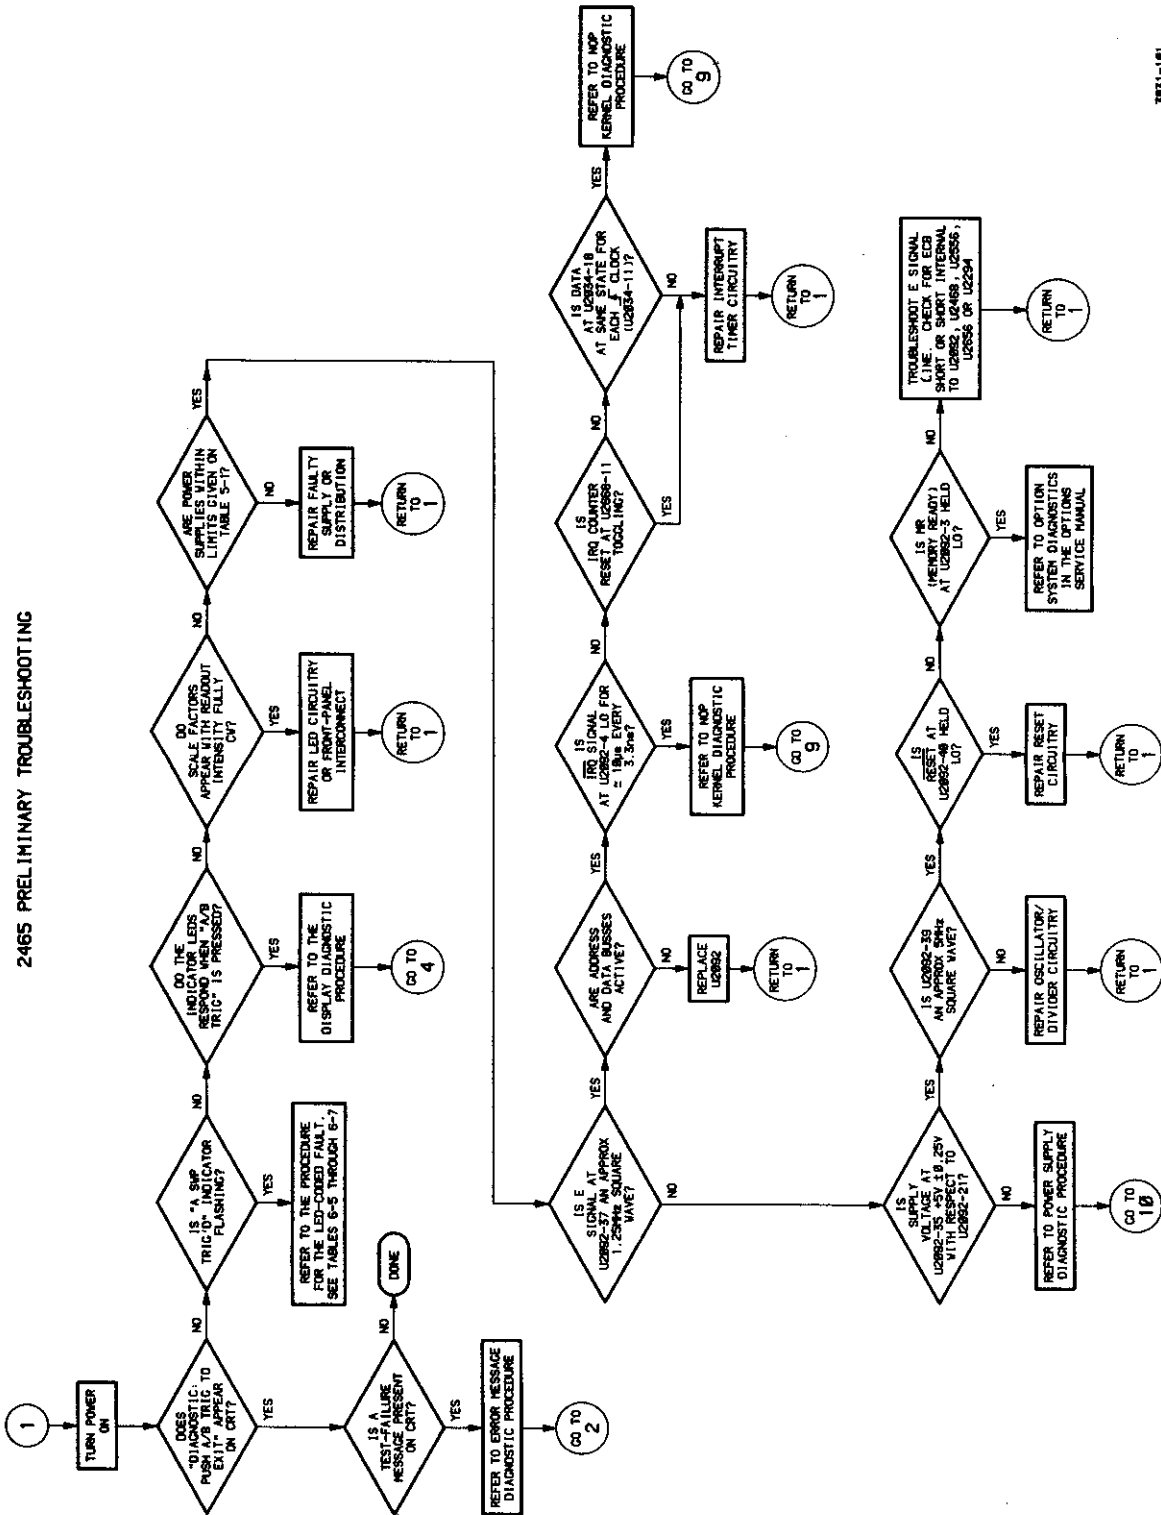 2465 PRELIMINARY TROUBLESHOOTING
1
TURN POWER
ON
DOES
"DIAGNOSTIC:
PUSH A/B TRIG TO
EXIT" APPEAR
ON CRT?
NO
YES
IS "A SWP
TRIG'D" INDICATOR
FLASHING?
NO
YES
REFER TO THE PROCEDURE
FOR THE LED-CODED FAULT.
SEE TABLES 6-5 THROUGH 6-7
DO THE
INDICATOR LEDS
RESPOND WHEN "A/B
TRIG" IS PRESSED?
NO
YES
REFER TO THE
DISPLAY DIAGNOSTIC
PROCEDURE
GO TO
4
DO
SCALE FACTORS
APPEAR WITH READOUT
INTENSITY FULLY
CW?
NO
YES
REPAIR LED CIRCUITRY
OR FRONT-PANEL
INTERCONNECT
RETURN
TO
1
ARE POWER
SUPPLIES WITHIN
LIMITS GIVEN ON
TABLE 5-1?
YES
NO
REPAIR FAULTY
SUPPLY OR
DISTRIBUTION
RETURN
TO
1
IS A
TEST-FAILURE
MESSAGE PRESENT
ON CRT?
NO
DONE
YES
REFER TO ERROR MESSAGE
DIAGNOSTIC PROCEDURE
GO TO
2
IS E
SIGNAL AT
U2092-37 AN APPROX
1.25MHz SQUARE
WAVE?
YES
NO
ARE ADDRESS
AND DATA BUSSES
ACTIVE?
YES
NO
REPLACE
U2092
RETURN
TO
1
IS
IRQ SIGNAL
AT U2092-4 LO FOR
≃ 10µs EVERY
3.3ms?
NO
YES
REFER TO NOP
KERNEL DIAGNOSTIC
PROCEDURE
GO TO
9
IS
IRQ COUNTER
RESET AT U2668-11
TOGGLING?
NO
YES
IS DATA
AT U2034-10
AT SAME STATE FOR
EACH CLOCK
(U2034-11)?
YES
NO
REFER TO NOP
KERNEL DIAGNOSTIC
PROCEDURE
GO TO
9
REPAIR INTERRUPT
TIMER CIRCUITRY
RETURN
TO
1
IS
SUPPLY
VOLTAGE AT
U2092-35 +5V ±0.25V
WITH RESPECT TO
U2092-21?
YES
NO
REFER TO POWER SUPPLY
DIAGNOSTIC PROCEDURE
GO TO
10
IS U2092-39
AN APPROX 5MHz
SQUARE WAVE?
YES
NO
REPAIR OSCILLATOR/
DIVIDER CIRCUITRY
RETURN
TO
1
IS
RESET AT
U2092-40 HELD
LO?
NO
YES
REPAIR RESET
CIRCUITRY
RETURN
TO
1
IS MR
(MEMORY READY)
AT U2092-3 HELD
LO?
NO
YES
REFER TO OPTION
SYSTEM DIAGNOSTICS
IN THE OPTIONS
SERVICE MANUAL
TROUBLESHOOT E SIGNAL
LINE. CHECK FOR ECB
SHORT OR SHORT INTERNAL
TO U2092, U2468, U2556,
U2656 OR U2294
RETURN
TO
1